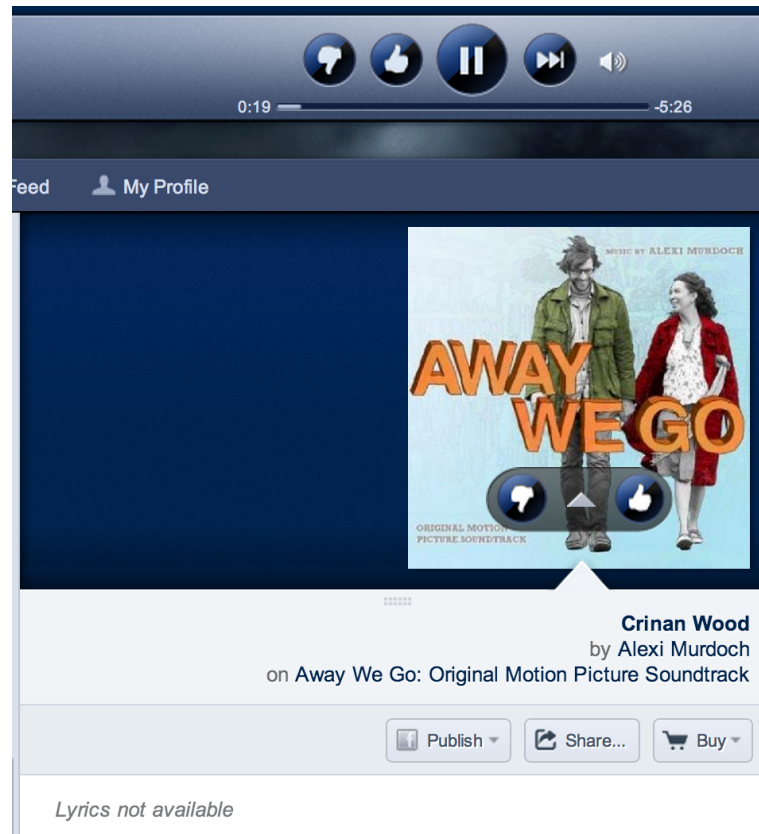 0:19 -5:26
Feed My Profile
MUSIC BY ALEXI MURDOCH
AWAY
WE GO
ORIGINAL MOTION
PICTURE SOUNDTRACK
Crinan Wood
by Alexi Murdoch
on Away We Go: Original Motion Picture Soundtrack
Publish Share... Buy
Lyrics not available